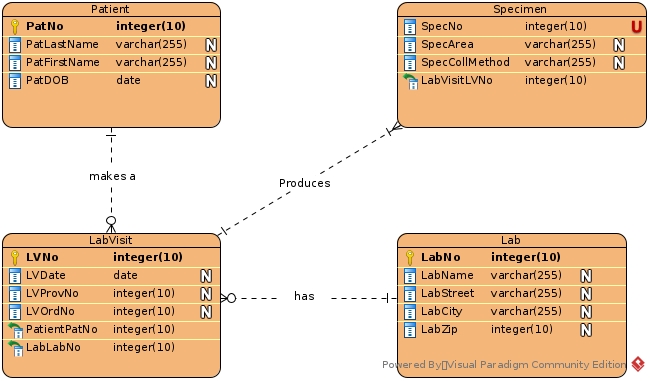 Patient
PatNo integer(10)
PatLastName varchar(255) N
PatFirstName varchar(255) N
PatDOB date N
Specimen
SpecNo integer(10) U
SpecArea varchar(255) N
SpecCollMethod varchar(255) N
LabVisitLVNo integer(10)
makes a
Produces
LabVisit
LVNo integer(10)
LVDate date N
LVProvNo integer(10) N
LVOrdNo integer(10) N
PatientPatNo integer(10)
LabLabNo integer(10)
has
Lab
LabNo integer(10)
LabName varchar(255) N
LabStreet varchar(255) N
LabCity varchar(255) N
LabZip integer(10) N
Powered By Visual Paradigm Community Edition